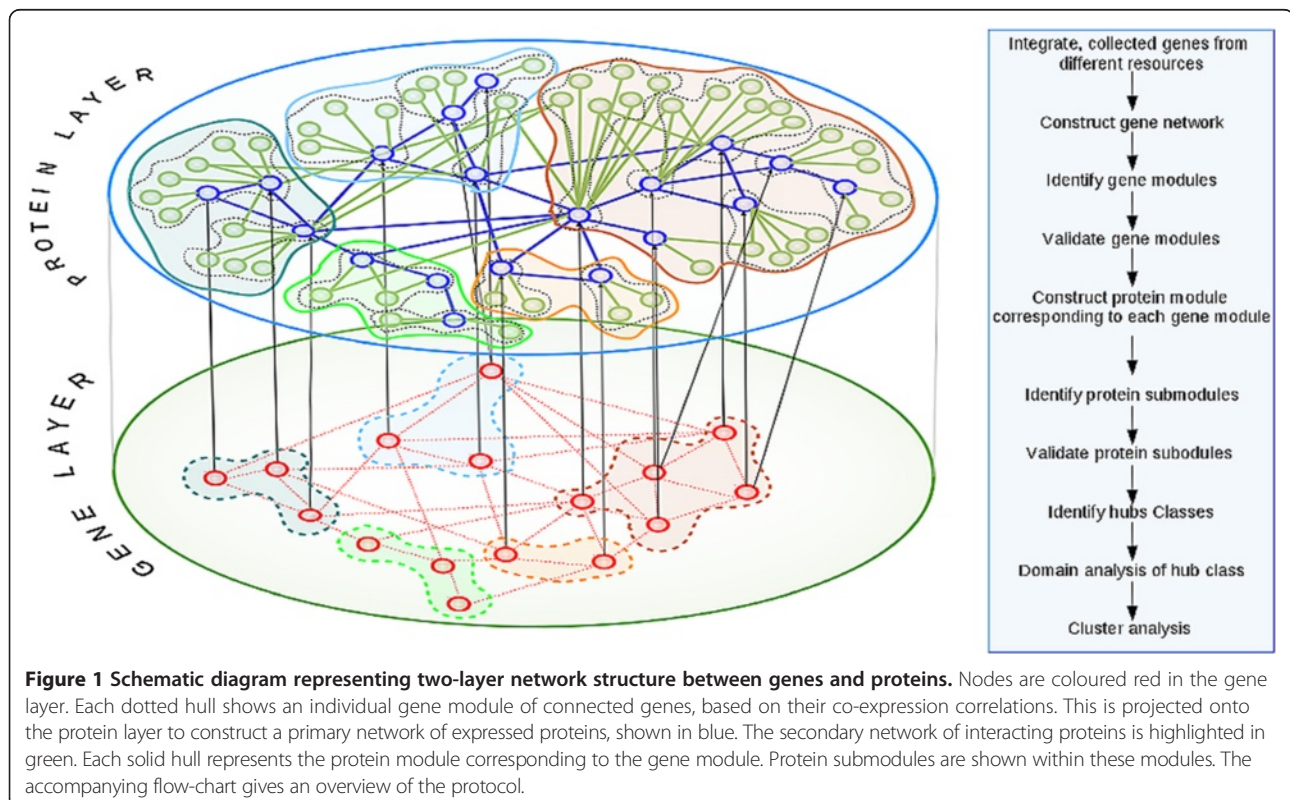 PROTEIN LAYER
GENE LAYER
Integrate, collected genes from
different resources
Construct gene network
Identify gene modules
Validate gene modules
Construct protein module
corresponding to each gene module
Identify protein submodules
Validate protein subodules
Identify hubs Classes
Domain analysis of hub class
Cluster analysis
Figure 1 Schematic diagram representing two-layer network structure between genes and proteins. Nodes are coloured red in the gene
layer. Each dotted hull shows an individual gene module of connected genes, based on their co-expression correlations. This is projected onto
the protein layer to construct a primary network of expressed proteins, shown in blue. The secondary network of interacting proteins is highlighted in
green. Each solid hull represents the protein module corresponding to the gene module. Protein submodules are shown within these modules. The
accompanying flow-chart gives an overview of the protocol.